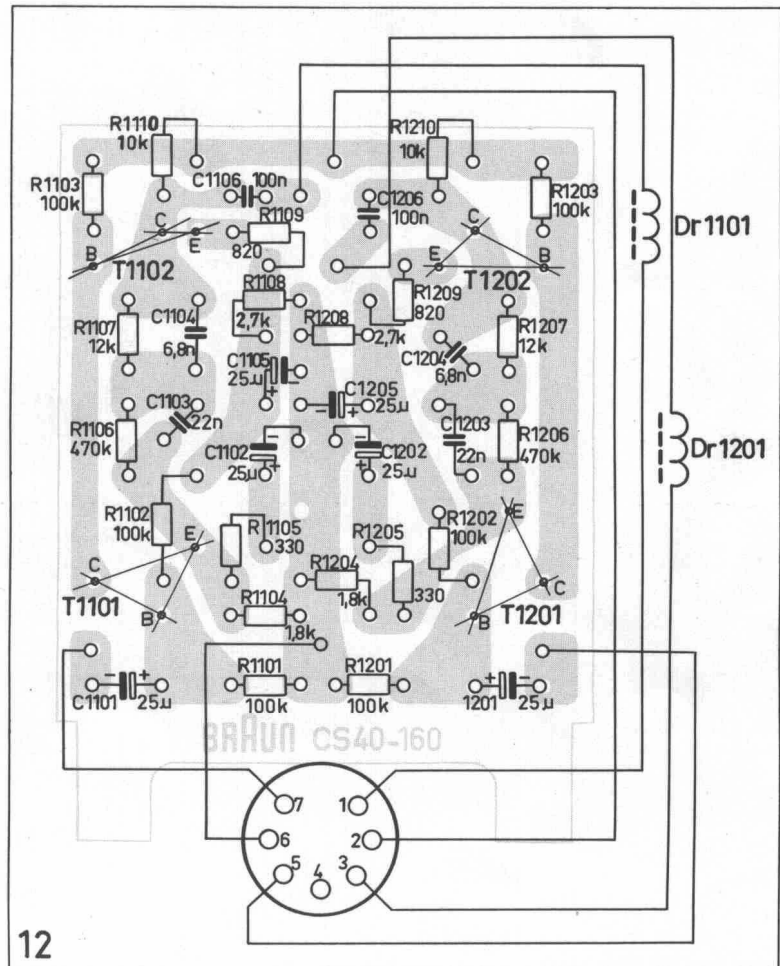 R1110
10k
R1210
10k
R1103
100k
C1106
100n
C1206
100n
R1203
100k
R1109
820
C
E
B
T1102
C
E
B
T1202
Dr1101
R1108
2,7k
R1208
2,7k
R1209
820
R1107
12k
C1104
6,8n
C1204
6,8n
R1207
12k
C1105
25µ
+
-
C1205
25µ
-
+
C1103
22n
C1203
22n
R1106
470k
R1206
470k
Dr1201
C1102
25µ
-
+
C1202
25µ
-
+
R1102
100k
R1105
330
R1205
330
R1202
100k
E
C
B
T1101
R1204
1,8k
R1104
1,8k
E
C
B
T1201
C1101
25µ
-
+
R1101
100k
R1201
100k
1201
25µ
+
-
BRAUN CS40-160
7
1
6
2
5
4
3
12